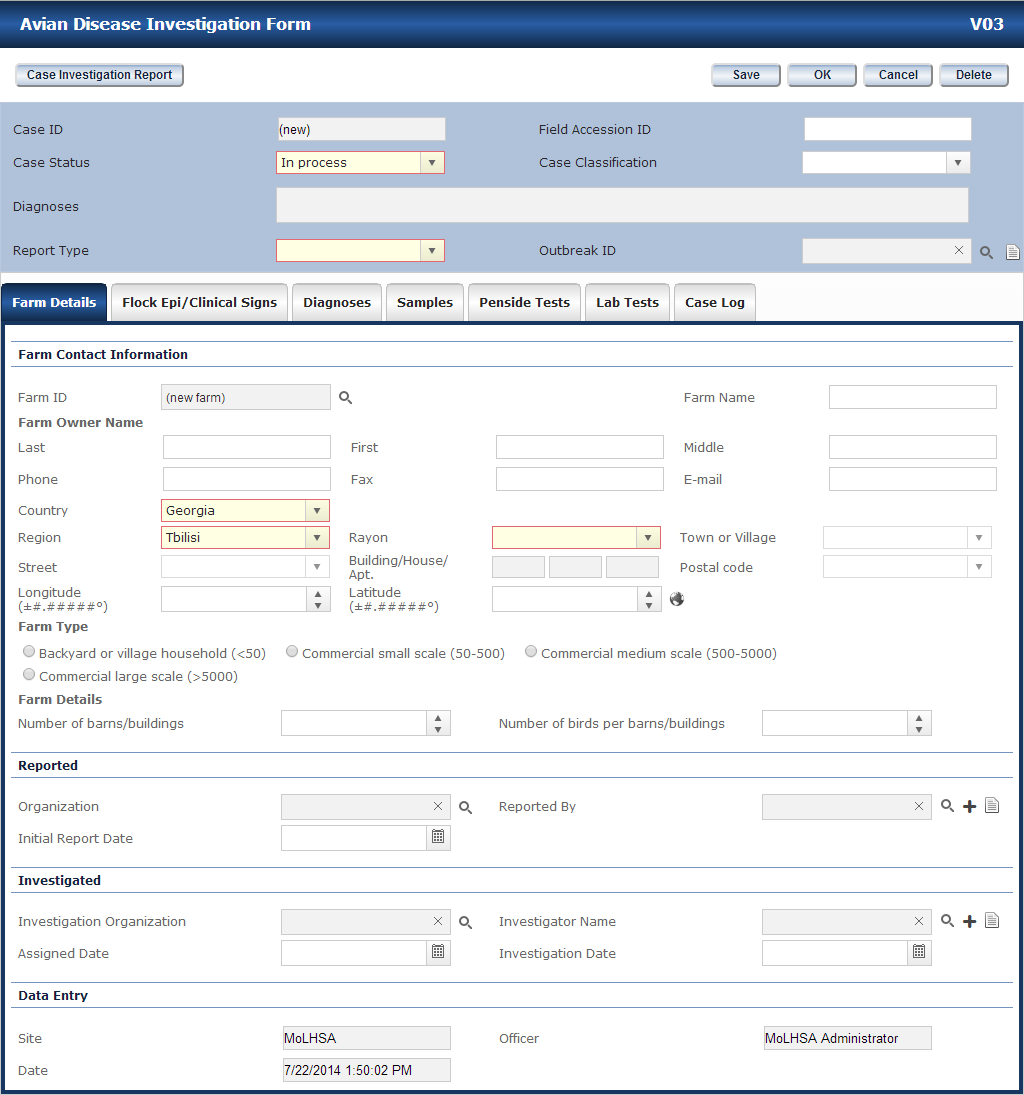 Avian Disease Investigation Form V03
Case Investigation Report Save OK Cancel Delete
Case ID (new) Field Accession ID
Case Status In process Case Classification
Diagnoses
Report Type Outbreak ID
Farm Details Flock Epi/Clinical Signs Diagnoses Samples Penside Tests Lab Tests Case Log
Farm Contact Information
Farm ID (new farm) Farm Name
Farm Owner Name
Last First Middle
Phone Fax E-mail
Country Georgia
Region Tbilisi Rayon Town or Village
Street Building/House/
Apt. Postal code
Longitude
(±#.#####°) Latitude
(±#.#####°)
Farm Type
Backyard or village household (<50) Commercial small scale (50-500) Commercial medium scale (500-5000)
Commercial large scale (>5000)
Farm Details
Number of barns/buildings Number of birds per barns/buildings
Reported
Organization Reported By
Initial Report Date
Investigated
Investigation Organization Investigator Name
Assigned Date Investigation Date
Data Entry
Site MoLHSA Officer MoLHSA Administrator
Date 7/22/2014 1:50:02 PM